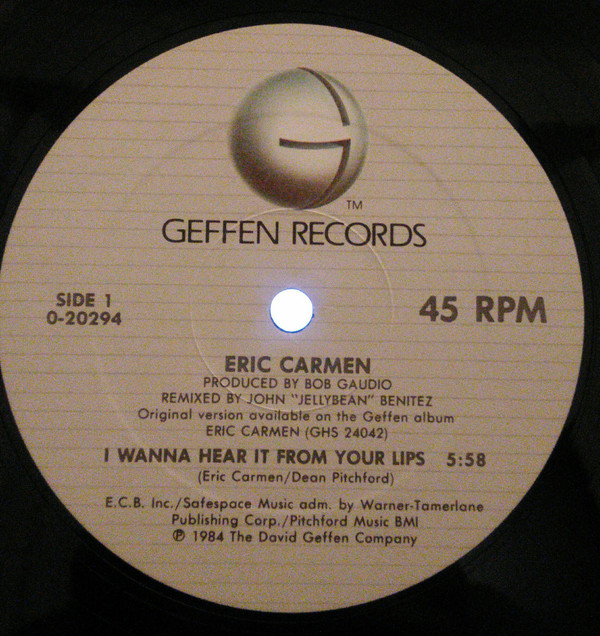 G
TM
GEFFEN RECORDS
SIDE 1
0-20294
45 RPM
ERIC CARMEN
PRODUCED BY BOB GAUDIO
REMIXED BY JOHN "JELLYBEAN" BENITEZ
Original version available on the Geffen album
ERIC CARMEN (GHS 24042)
I WANNA HEAR IT FROM YOUR LIPS 5:58
(Eric Carmen/Dean Pitchford)
E.C.B. Inc./Safespace Music adm. by Warner-Tamerlane
Publishing Corp./Pitchford Music BMI
℗ 1984 The David Geffen Company